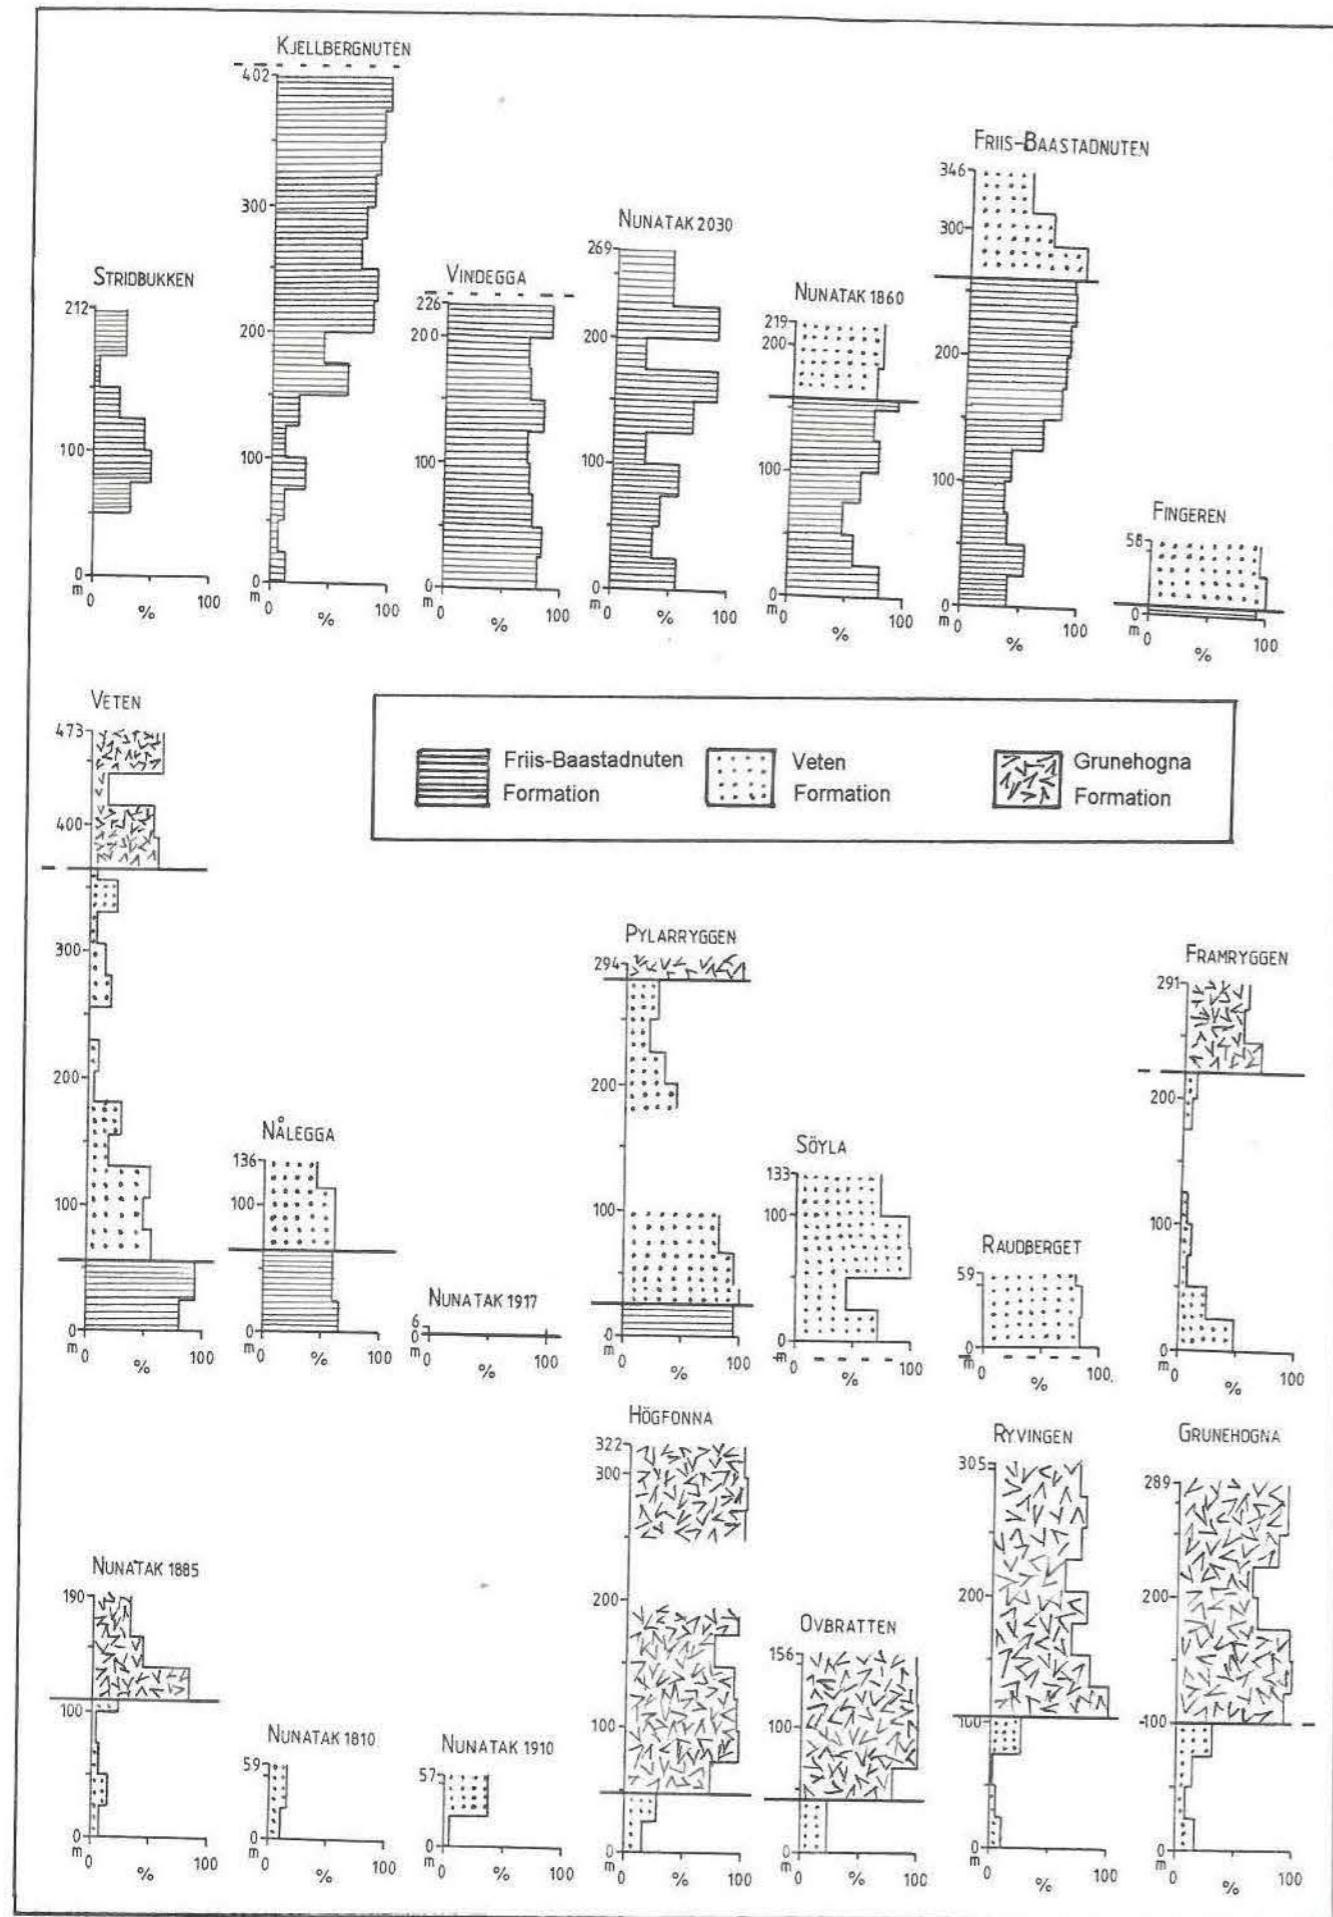 KJELLBERGNUTEN
402
300
200
100
0
m
0
100
%
STRIDBUKKEN
212
100
0
m
0
100
%
VINDEGGA
226
200
100
0
m
0
100
%
NUNATAK 2030
269
200
100
0
m
0
100
%
NUNATAK 1860
219
200
100
0
m
0
100
%
FRIIS-BAASTADNUTEN
346
300
200
100
0
m
0
100
%
FINGEREN
58
0
m
0
100
%
VETEN
473
400
300
200
100
0
m
0
100
%
Friis-Baastadnuten
Formation
Veten
Formation
Grunehogna
Formation
NÅLEGGA
136
100
0
m
0
100
%
NUNATAK 1917
6
0
m
0
100
%
PYLARRYGGEN
294
200
100
0
m
0
100
%
SÖYLA
133
100
0
m
0
100
%
RAUDBERGET
59
0
m
0
100
%
FRAMRYGGEN
291
200
100
0
m
0
100
%
NUNATAK 1885
190
100
0
m
0
100
%
NUNATAK 1810
59
0
m
0
100
%
NUNATAK 1910
57
0
m
0
100
%
HÖGFONNA
322
300
200
100
0
m
0
100
%
OVBRATTEN
156
100
0
m
0
100
%
RYVINGEN
305
200
100
0
m
0
100
%
GRUNEHOGNA
289
200
100
0
m
0
100
%